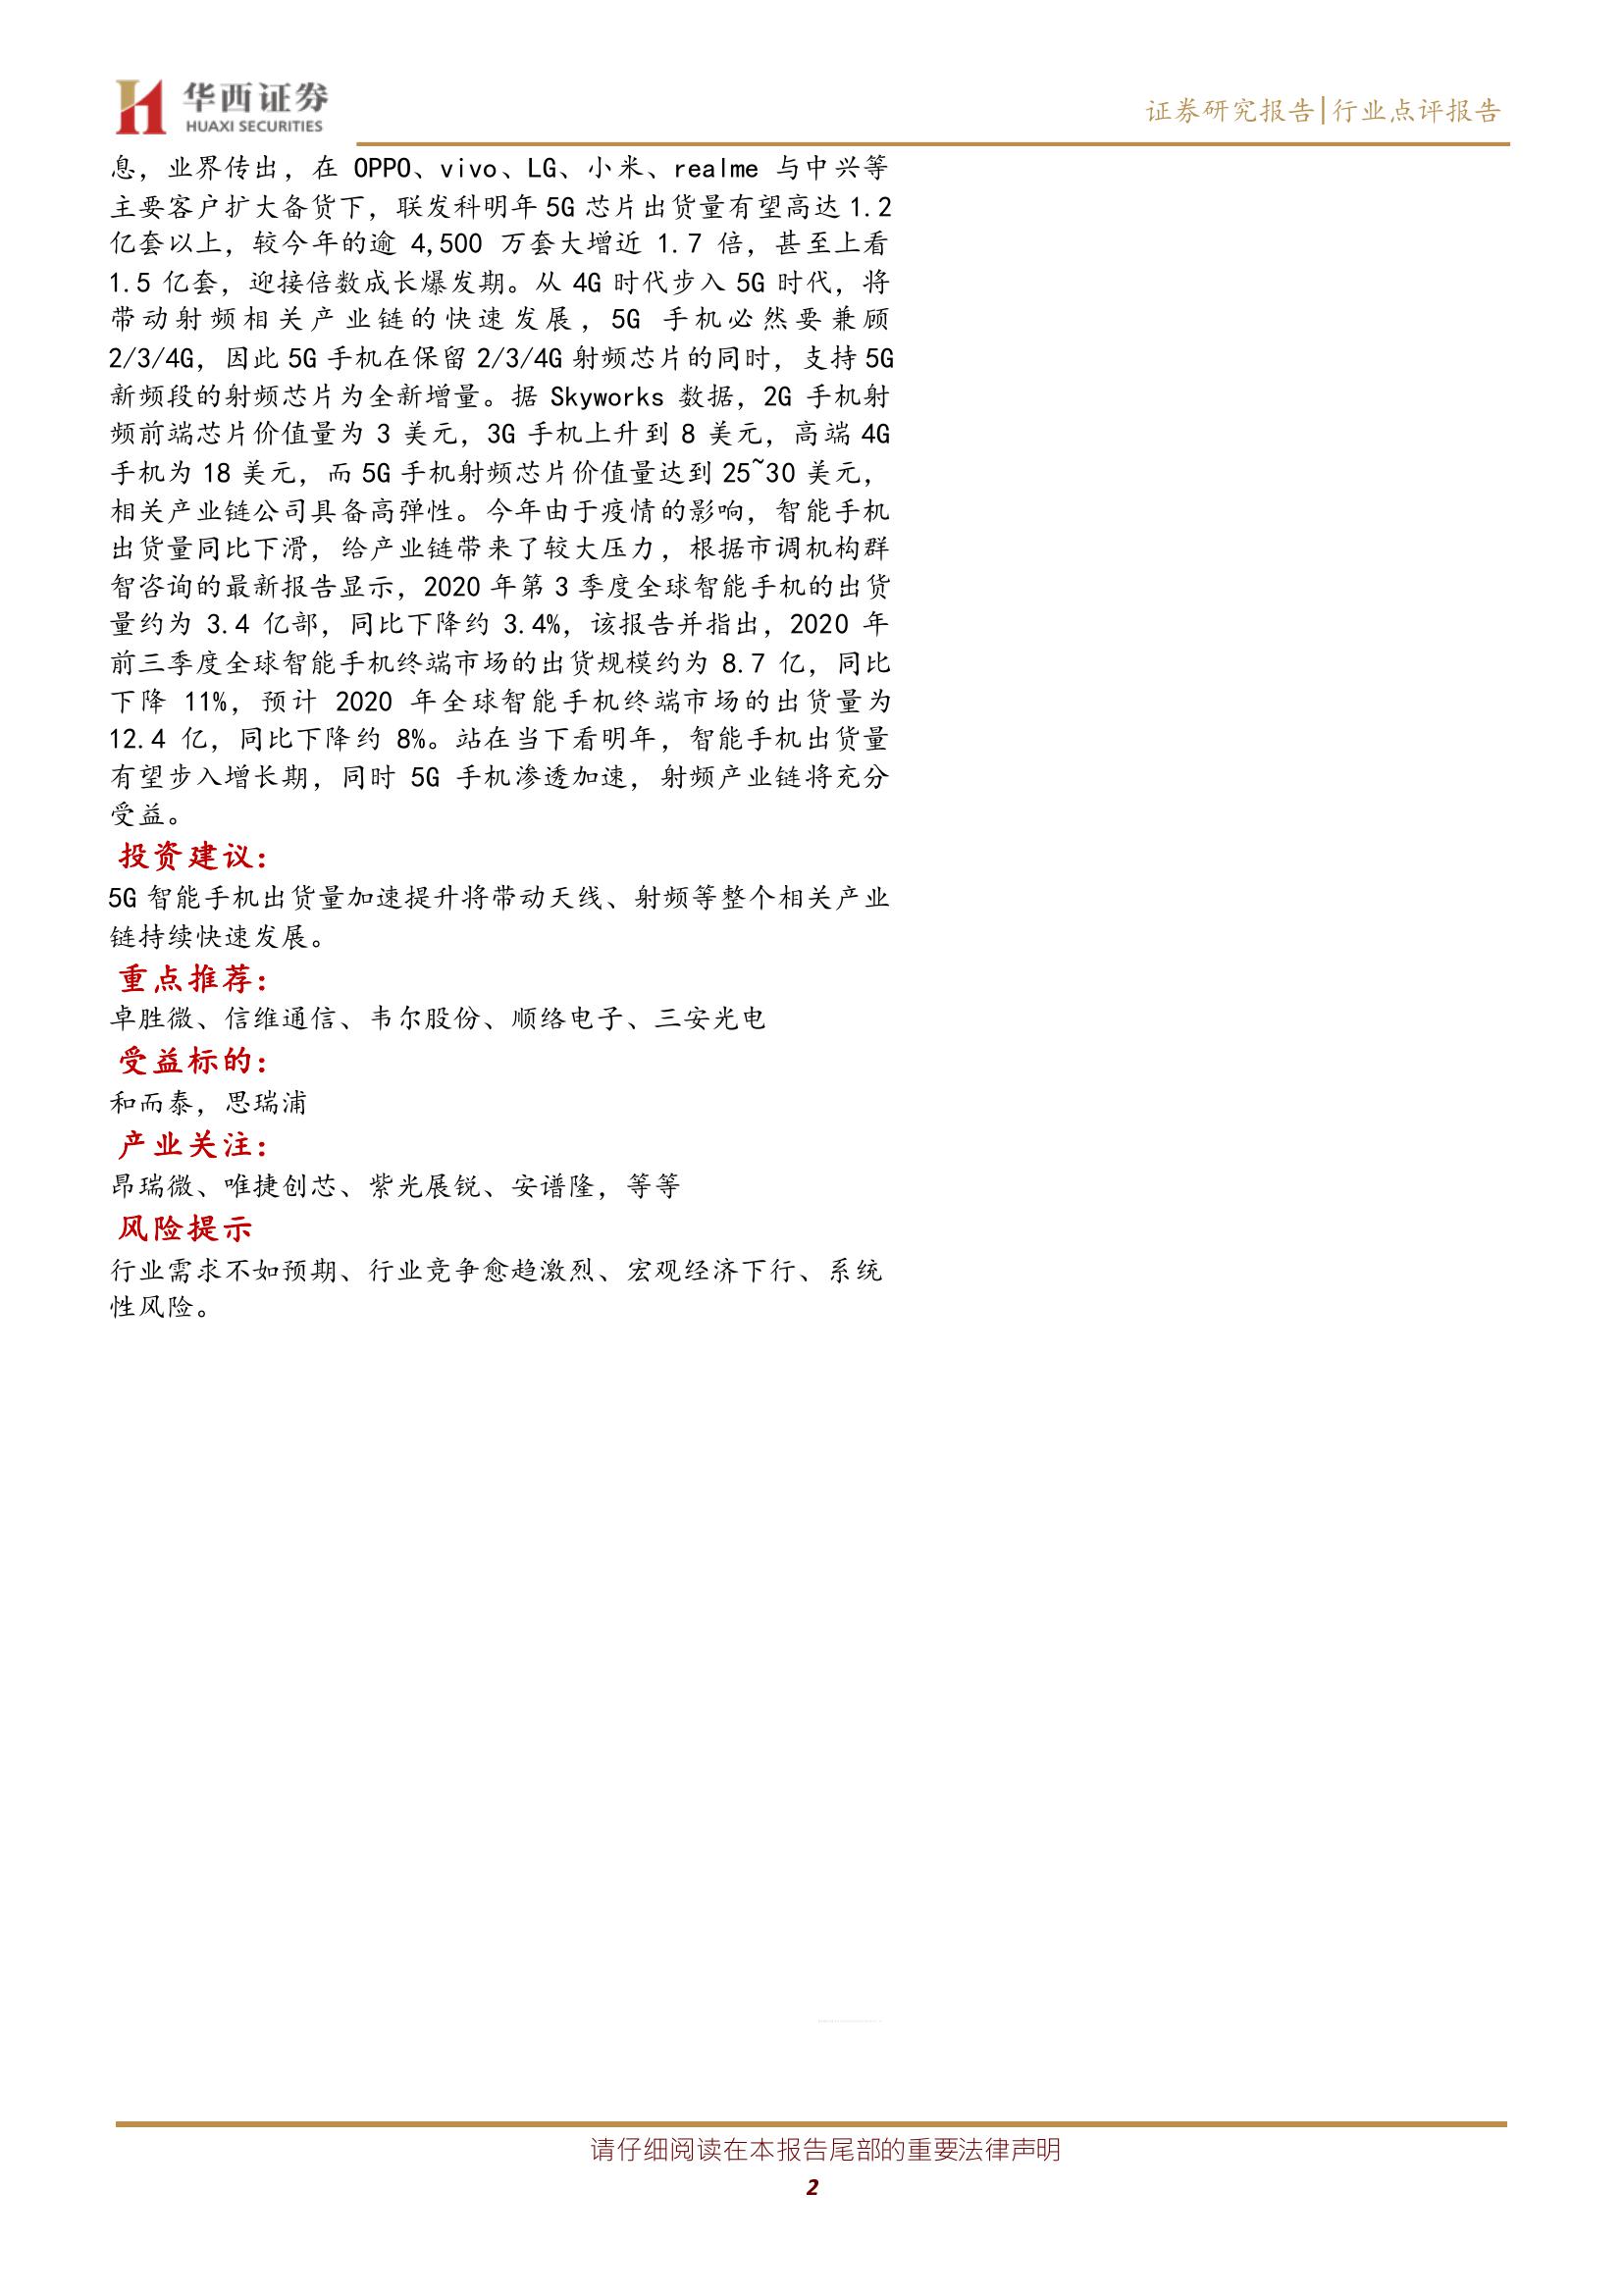 华西证券
HUAXI SECURITIES
证券研究报告|行业点评报告
息，业界传出，在 OPPO、vivo、LG、小米、realme 与中兴等
主要客户扩大备货下，联发科明年 5G 芯片出货量有望高达 1.2
亿套以上，较今年的逾 4,500 万套大增近 1.7 倍，甚至上看
1.5 亿套，迎接倍数成长爆发期。从 4G 时代步入 5G 时代，将
带动射频相关产业链的快速发展，5G 手机必然要兼顾
2/3/4G，因此 5G 手机在保留 2/3/4G 射频芯片的同时，支持 5G
新频段的射频芯片为全新增量。据 Skyworks 数据，2G 手机射
频前端芯片价值量为 3 美元，3G 手机上升到 8 美元，高端 4G
手机为 18 美元，而 5G 手机射频芯片价值量达到 25~30 美元，
相关产业链公司具备高弹性。今年由于疫情的影响，智能手机
出货量同比下滑，给产业链带来了较大压力，根据市调机构群
智咨询的最新报告显示，2020 年第 3 季度全球智能手机的出货
量约为 3.4 亿部，同比下降约 3.4%，该报告并指出，2020 年
前三季度全球智能手机终端市场的出货规模约为 8.7 亿，同比
下降 11%，预计 2020 年全球智能手机终端市场的出货量为
12.4 亿，同比下降约 8%。站在当下看明年，智能手机出货量
有望步入增长期，同时 5G 手机渗透加速，射频产业链将充分
受益。
投资建议：
5G 智能手机出货量加速提升将带动天线、射频等整个相关产业
链持续快速发展。
重点推荐：
卓胜微、信维通信、韦尔股份、顺络电子、三安光电
受益标的：
和而泰，思瑞浦
产业关注：
昂瑞微、唯捷创芯、紫光展锐、安谱隆，等等
风险提示
行业需求不如预期、行业竞争愈趋激烈、宏观经济下行、系统
性风险。
请仔细阅读在本报告尾部的重要法律声明
2